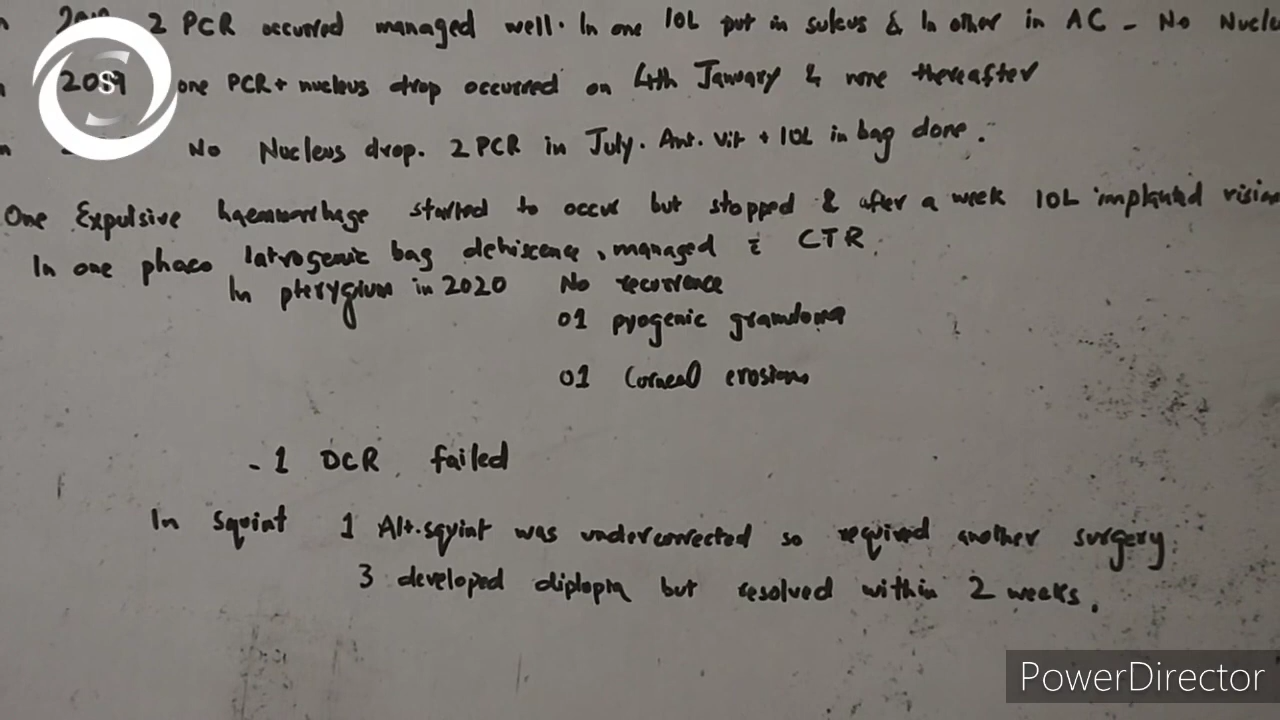 2 PCR occurred managed well. In one IOL put in sulcus & In other in AC - No Nucle
2019 one PCR + nucleus drop occurred on 4th January & none thereafter
No Nucleus drop. 2 PCR in July. Ant. Vit + IOL in bag done.
One Expulsive haemorrhage started to occur but stopped & after a week IOL implanted
In one phaco Iatrogenic bag dehiscence, managed c̄ CTR.
In pterygium in 2020 No recurrence
01 pyogenic granuloma
01 Corneal erosion
- 1 DCR failed
In squint 1 Alt. squint was undercorrected so required another surgery.
3 developed diplopia but resolved within 2 weeks.
S
PowerDirector